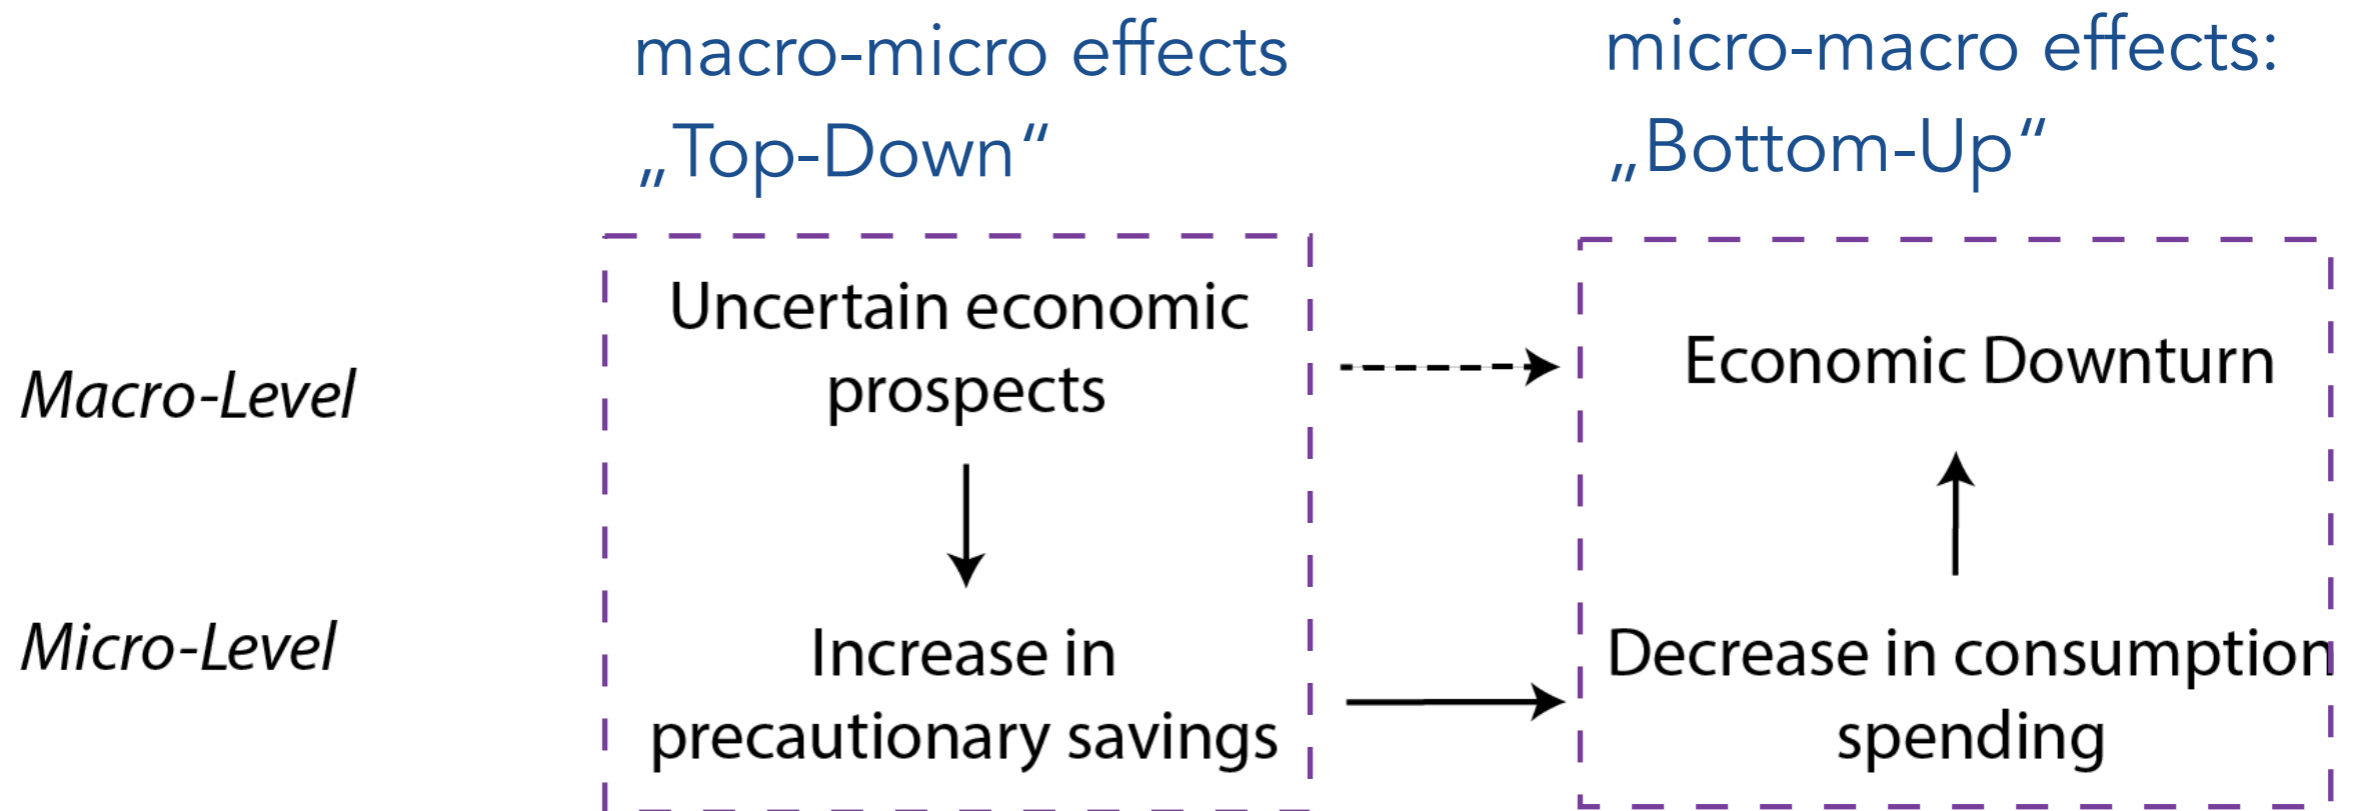 macro-micro effects
„Top-Down“
micro-macro effects:
„Bottom-Up“
Macro-Level
Uncertain economic
prospects
Economic Downturn
Micro-Level
Increase in
precautionary savings
Decrease in consumption
spending